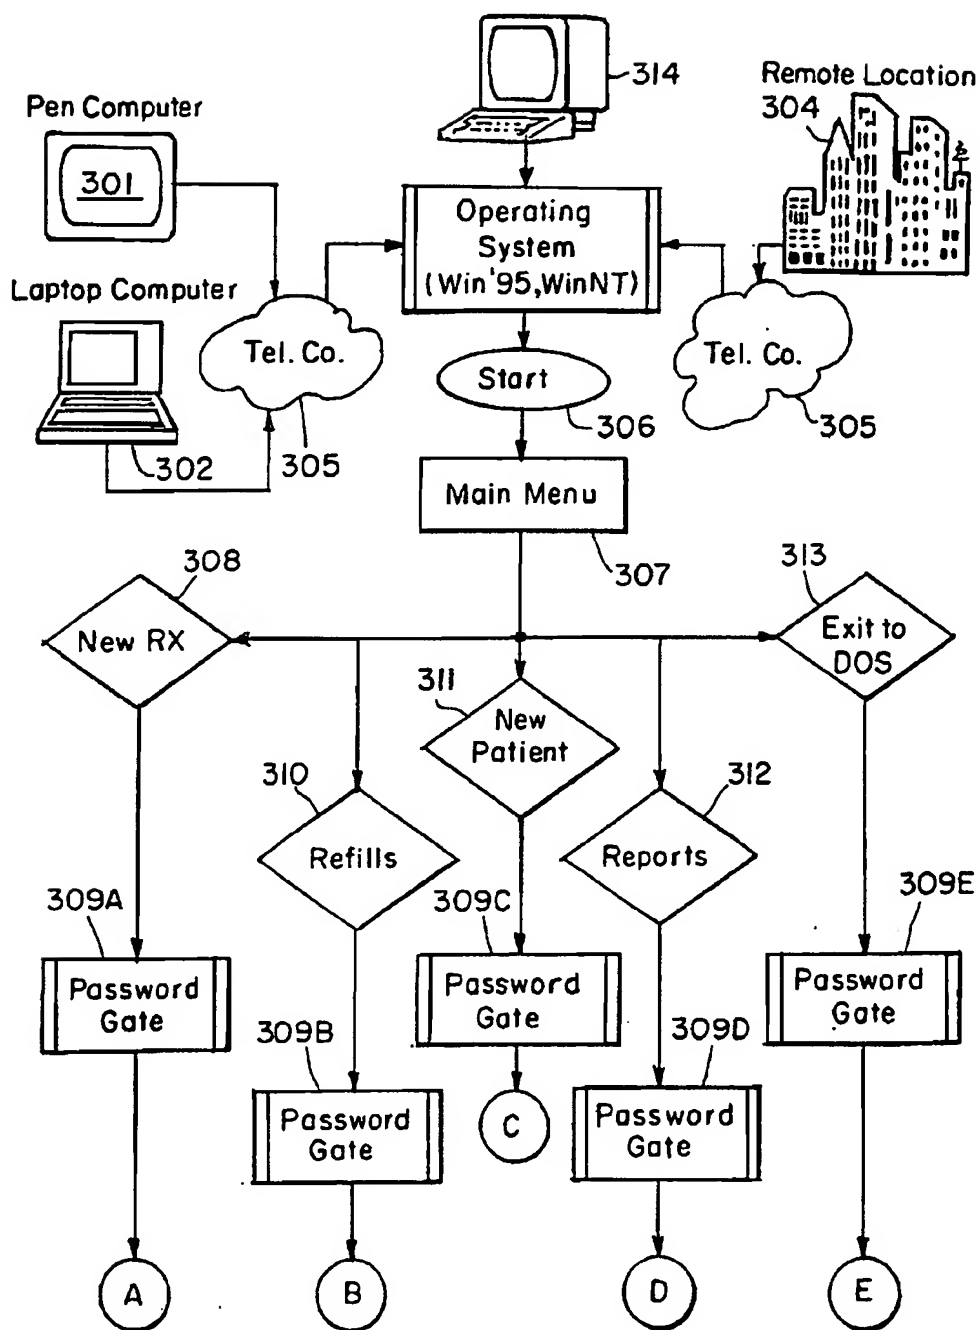 314
Remote Location
304
Pen Computer
301
Operating
System
(Win'95,WinNT)
Laptop Computer
Tel. Co.
Tel. Co.
Start
306
305
305
302
Main Menu
307
308
313
New RX
Exit to
DOS
311
New
Patient
310
312
Refills
Reports
309A
309C
309E
Password
Gate
Password
Gate
Password
Gate
309B
309D
Password
Gate
Password
Gate
C
A
B
D
E